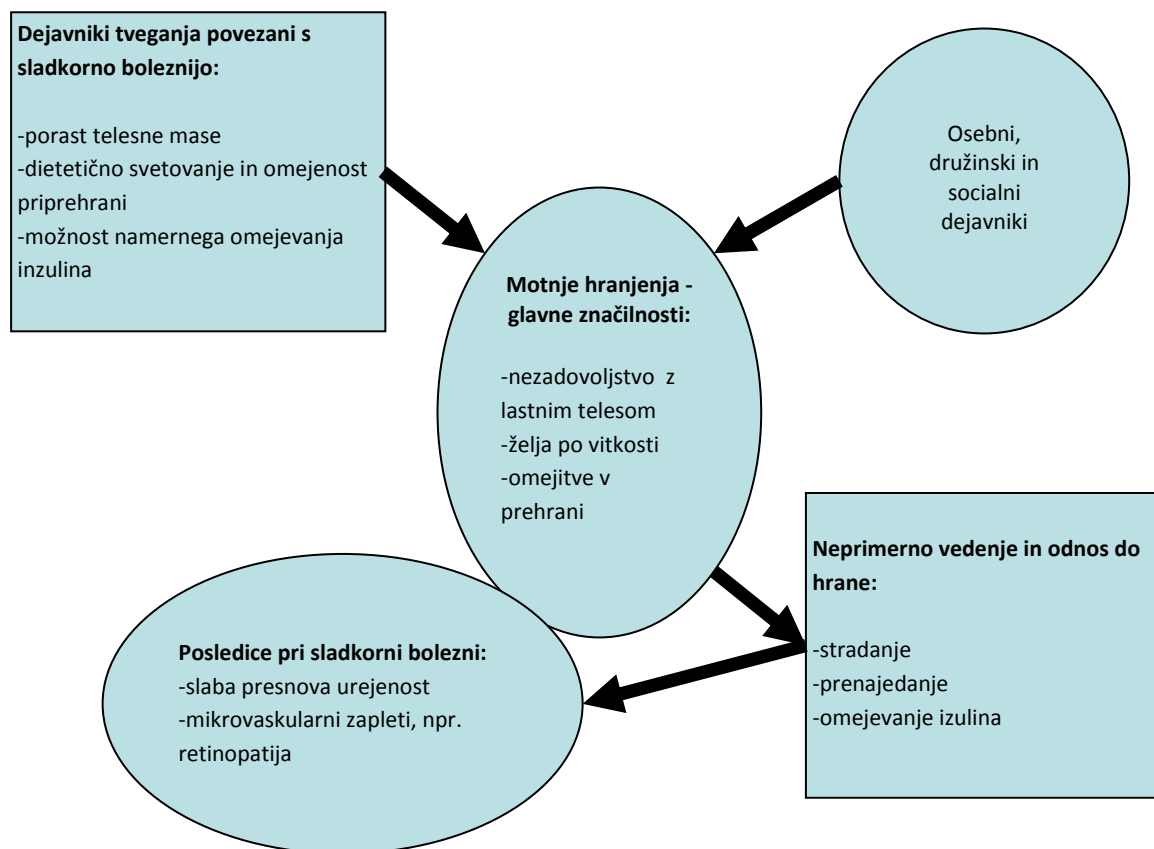 Dejavniki tveganja povezani s
sladkorno boleznijo:
-porast telesne mase
-dietetično svetovanje in omejenost
priprehrani
-možnost namernega omejevanja
inzulina
Osebni,
družinski in
socialni
dejavniki
Motnje hranjenja -
glavne značilnosti:
-nezadovoljstvo z
lastnim telesom
-želja po vitkosti
-omejitve v
prehrani
Neprimerno vedenje in odnos do
hrane:
-stradanje
-prenajedanje
-omejevanje izulina
Posledice pri sladkorni bolezni:
-slaba presnova urejenost
-mikrovaskularni zapleti, npr.
retinopatija